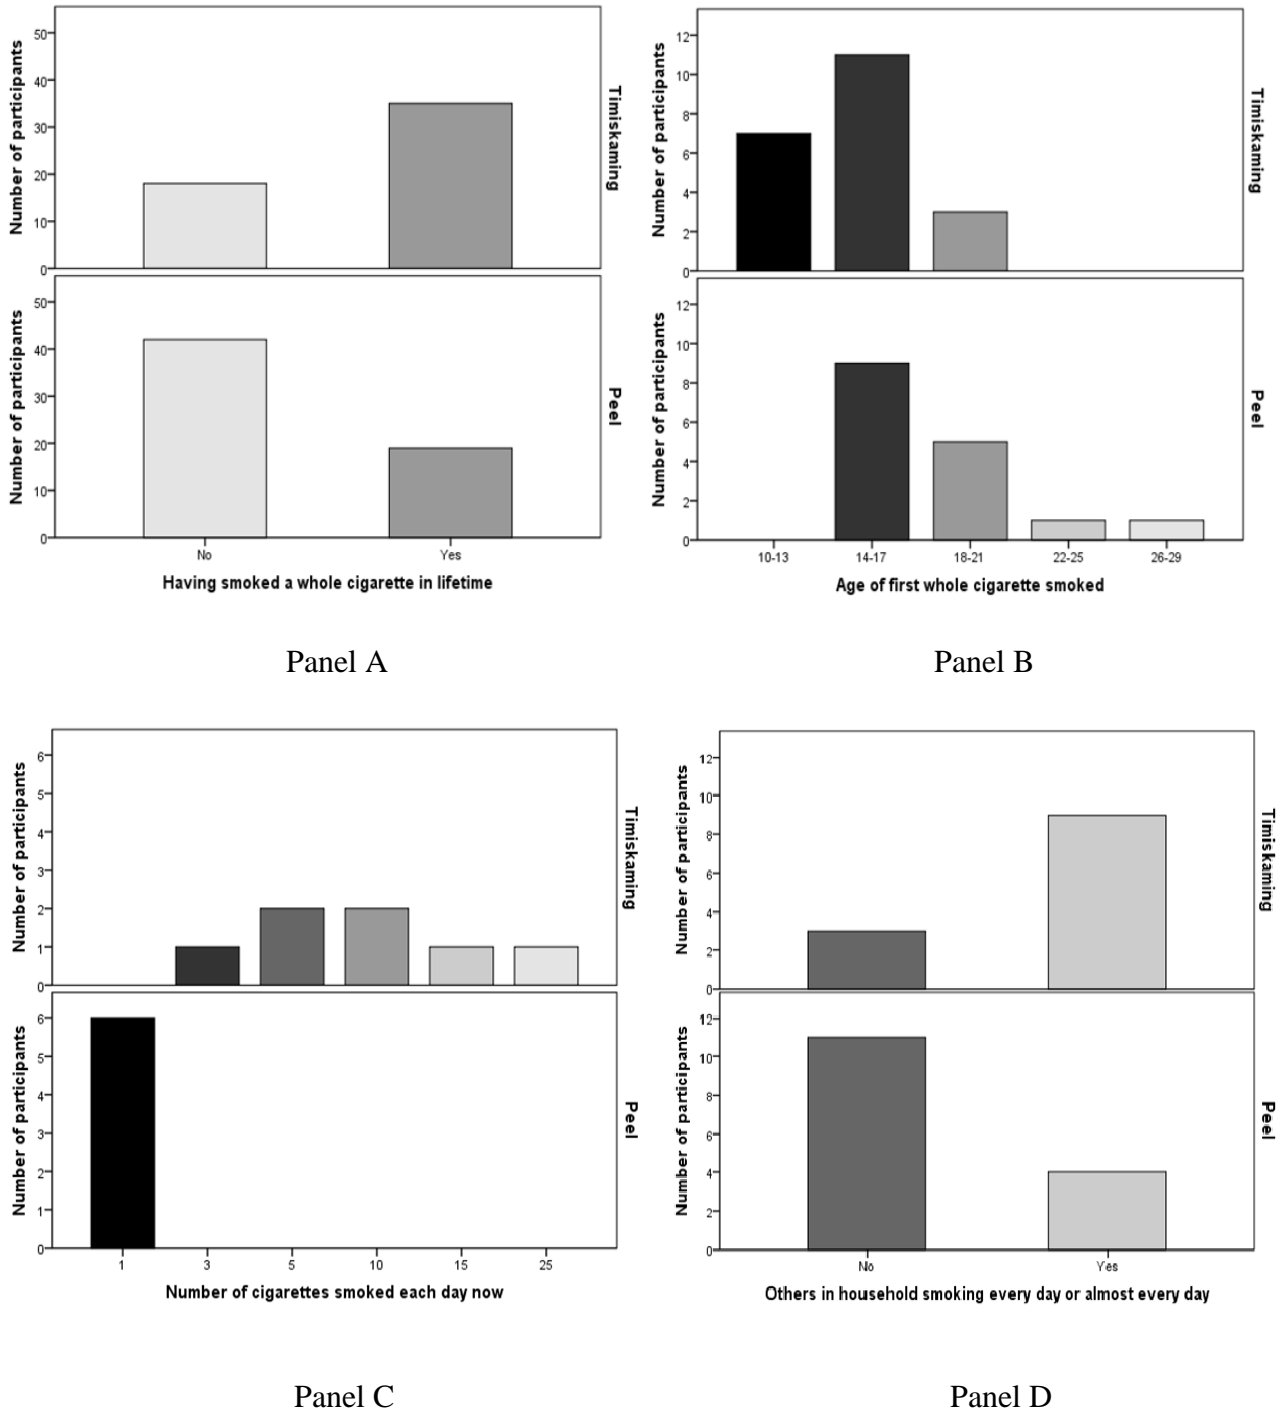 Number of participants
50
40
30
20
10
0
Timiskaming
Number of participants
50
40
30
20
10
0
Peel
No Yes
Having smoked a whole cigarette in lifetime
Panel A
Number of participants
12
10
8
6
4
2
0
Timiskaming
Number of participants
12
10
8
6
4
2
0
Peel
10-13 14-17 18-21 22-25 26-29
Age of first whole cigarette smoked
Panel B
Number of participants
6
5
4
3
2
1
0
Timiskaming
Number of participants
6
5
4
3
2
1
0
Peel
1 3 5 10 15 25
Number of cigarettes smoked each day now
Panel C
Number of participants
12
10
8
6
4
2
0
Timiskaming
Number of participants
12
10
8
6
4
2
0
Peel
No Yes
Others in household smoking every day or almost every day
Panel D